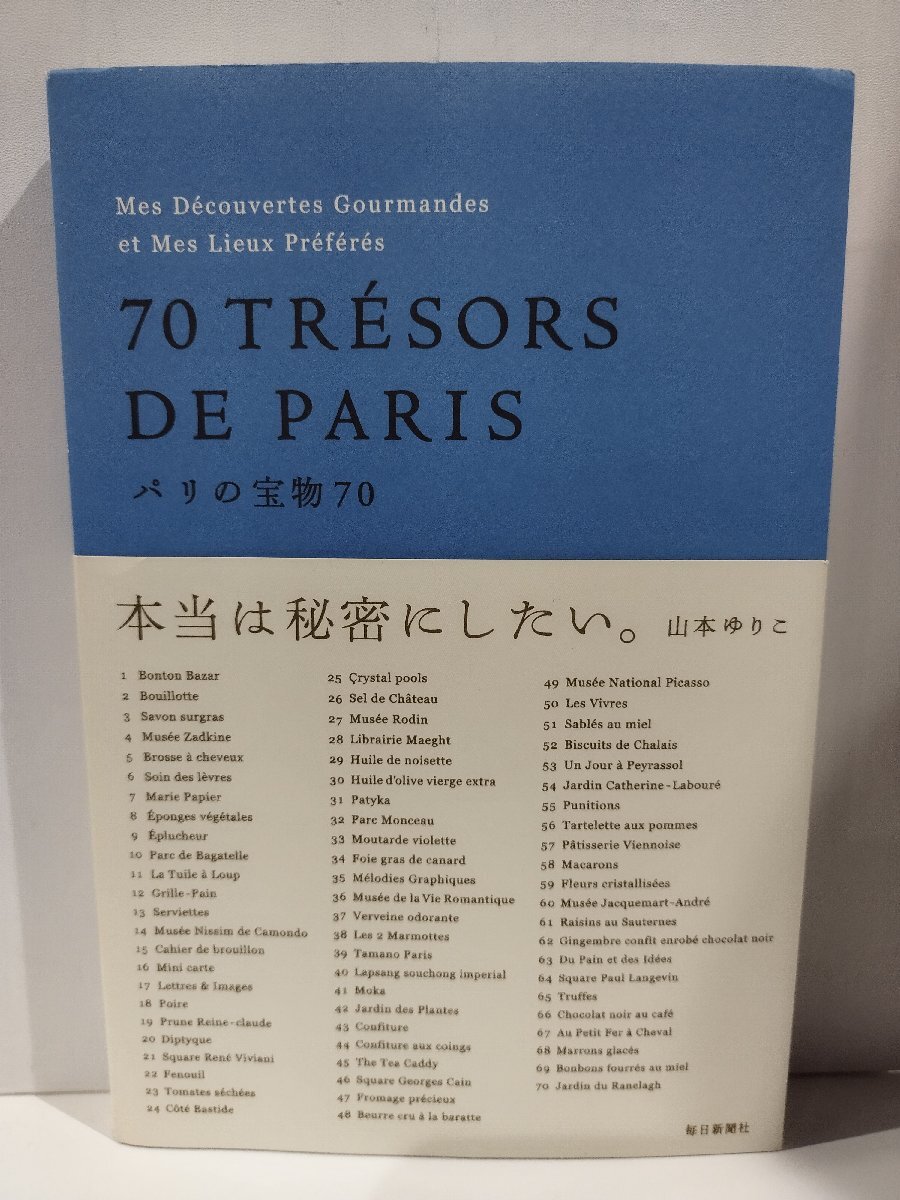 Mes Découvertes Gourmandes
et Mes Lieux Préférés
70 TRÉSORS
DE PARIS
パリの宝物70
本当は秘密にしたい。 山本ゆりこ
1 Bonton Bazar
2 Bouillotte
3 Savon surgras
4 Musée Zadkine
5 Brosse à cheveux
6 Soin des lèvres
7 Marie Papier
8 Éponges végétales
9 Éplucheur
10 Parc de Bagatelle
11 La Tuile à Loup
12 Grille-Pain
13 Serviettes
14 Musée Nissim de Camondo
15 Cahier de brouillon
16 Mini carte
17 Lettres & Images
18 Poire
19 Prune Reine-claude
20 Diptyque
21 Square René Viviani
22 Fenouil
23 Tomates séchées
24 Côté Bastide
25 Çrystal pools
26 Sel de Château
27 Musée Rodin
28 Librairie Maeght
29 Huile de noisette
30 Huile d'olive vierge extra
31 Patyka
32 Parc Monceau
33 Moutarde violette
34 Foie gras de canard
35 Mélodies Graphiques
36 Musée de la Vie Romantique
37 Verveine odorante
38 Les 2 Marmottes
39 Tamano Paris
40 Lapsang souchong imperial
41 Moka
42 Jardin des Plantes
43 Confiture
44 Confiture aux coings
45 The Tea Caddy
46 Square Georges Cain
47 Fromage précieux
48 Beurre cru à la baratte
49 Musée National Picasso
50 Les Vivres
51 Sablés au miel
52 Biscuits de Chalais
53 Un Jour à Peyrassol
54 Jardin Catherine-Labouré
55 Punitions
56 Tartelette aux pommes
57 Pâtisserie Viennoise
58 Macarons
59 Fleurs cristallisées
60 Musée Jacquemart-André
61 Raisins au Sauternes
62 Gingembre confit enrobé chocolat noir
63 Du Pain et des Idées
64 Square Paul Langevin
65 Truffes
66 Chocolat noir au café
67 Au Petit Fer à Cheval
68 Marrons glacés
69 Bonbons fourrés au miel
70 Jardin du Ranelagh
毎日新聞社